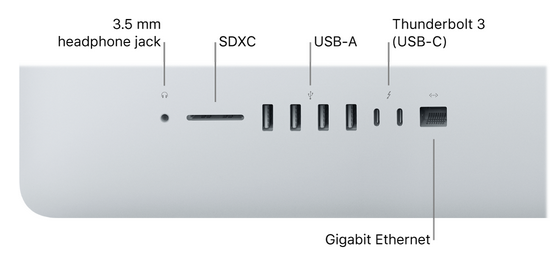 3.5 mm
headphone jack
SDXC
USB-A
Thunderbolt 3
(USB-C)
Gigabit Ethernet